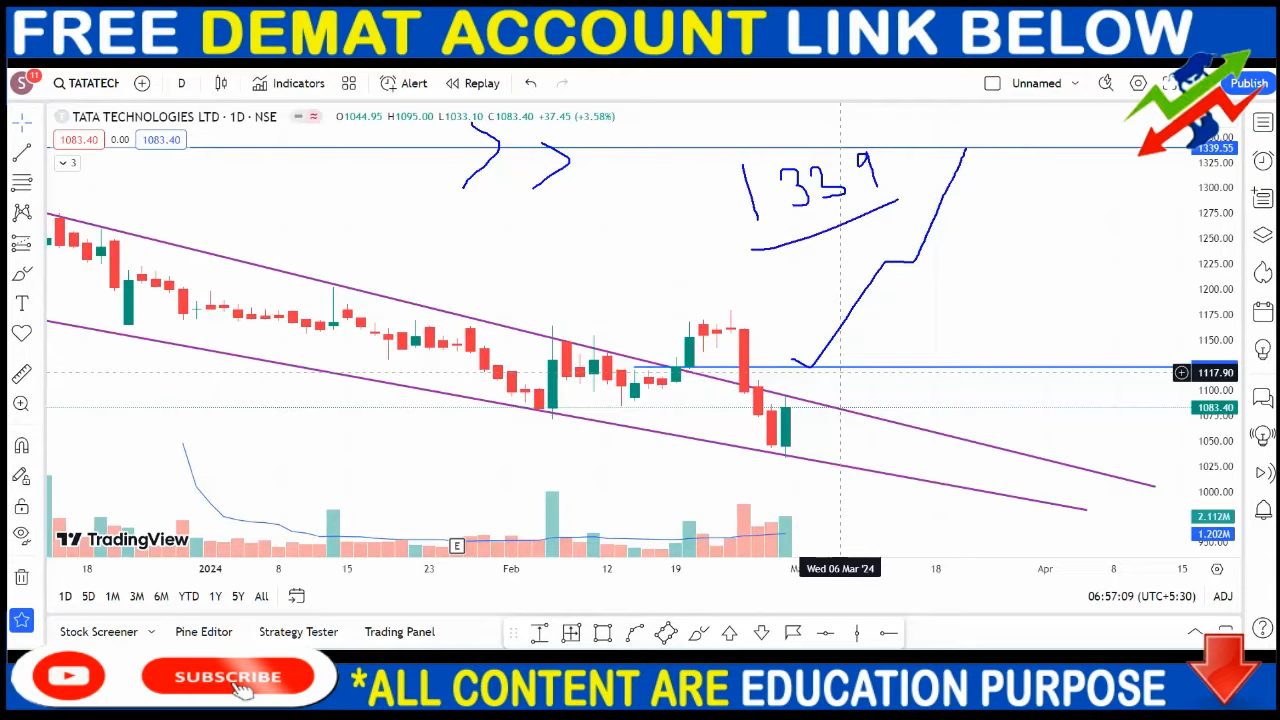 FREE DEMAT ACCOUNT LINK BELOW
S 11 TATATECH D Indicators Alert Replay Unnamed Publish
TATA TECHNOLOGIES LTD · 1D · NSE O1044.95 H1095.00 L1033.10 C1083.40 +37.45 (+3.58%)
1083.40 0.00 1083.40
3
1339.55
1325.00
1300.00
1275.00
1250.00
1225.00
1200.00
1175.00
1150.00
1117.90
1100.00
1083.40
1075.00
1050.00
1025.00
1000.00
2.112M
1.202M
1339
TradingView
E
18 2024 8 15 23 Feb 12 19 Wed 06 Mar '24 18 Apr 8 15
1D 5D 1M 3M 6M YTD 1Y 5Y All 06:57:09 (UTC+5:30) ADJ
Stock Screener Pine Editor Strategy Tester Trading Panel
SUBSCRIBE
*ALL CONTENT ARE EDUCATION PURPOSE